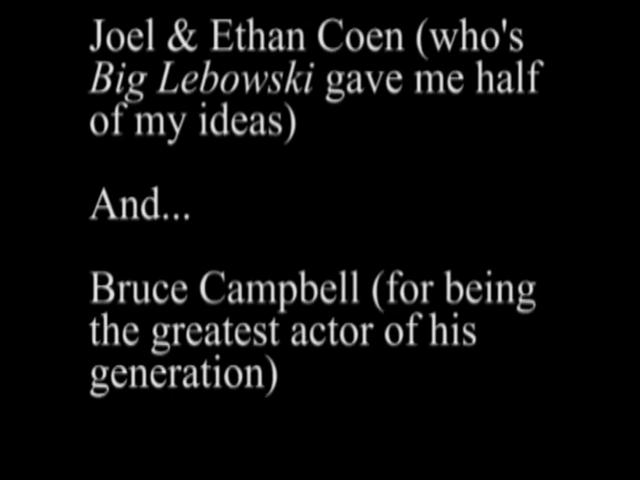 Joel & Ethan Coen (who's
Big Lebowski gave me half
of my ideas)
And...
Bruce Campbell (for being
the greatest actor of his
generation)